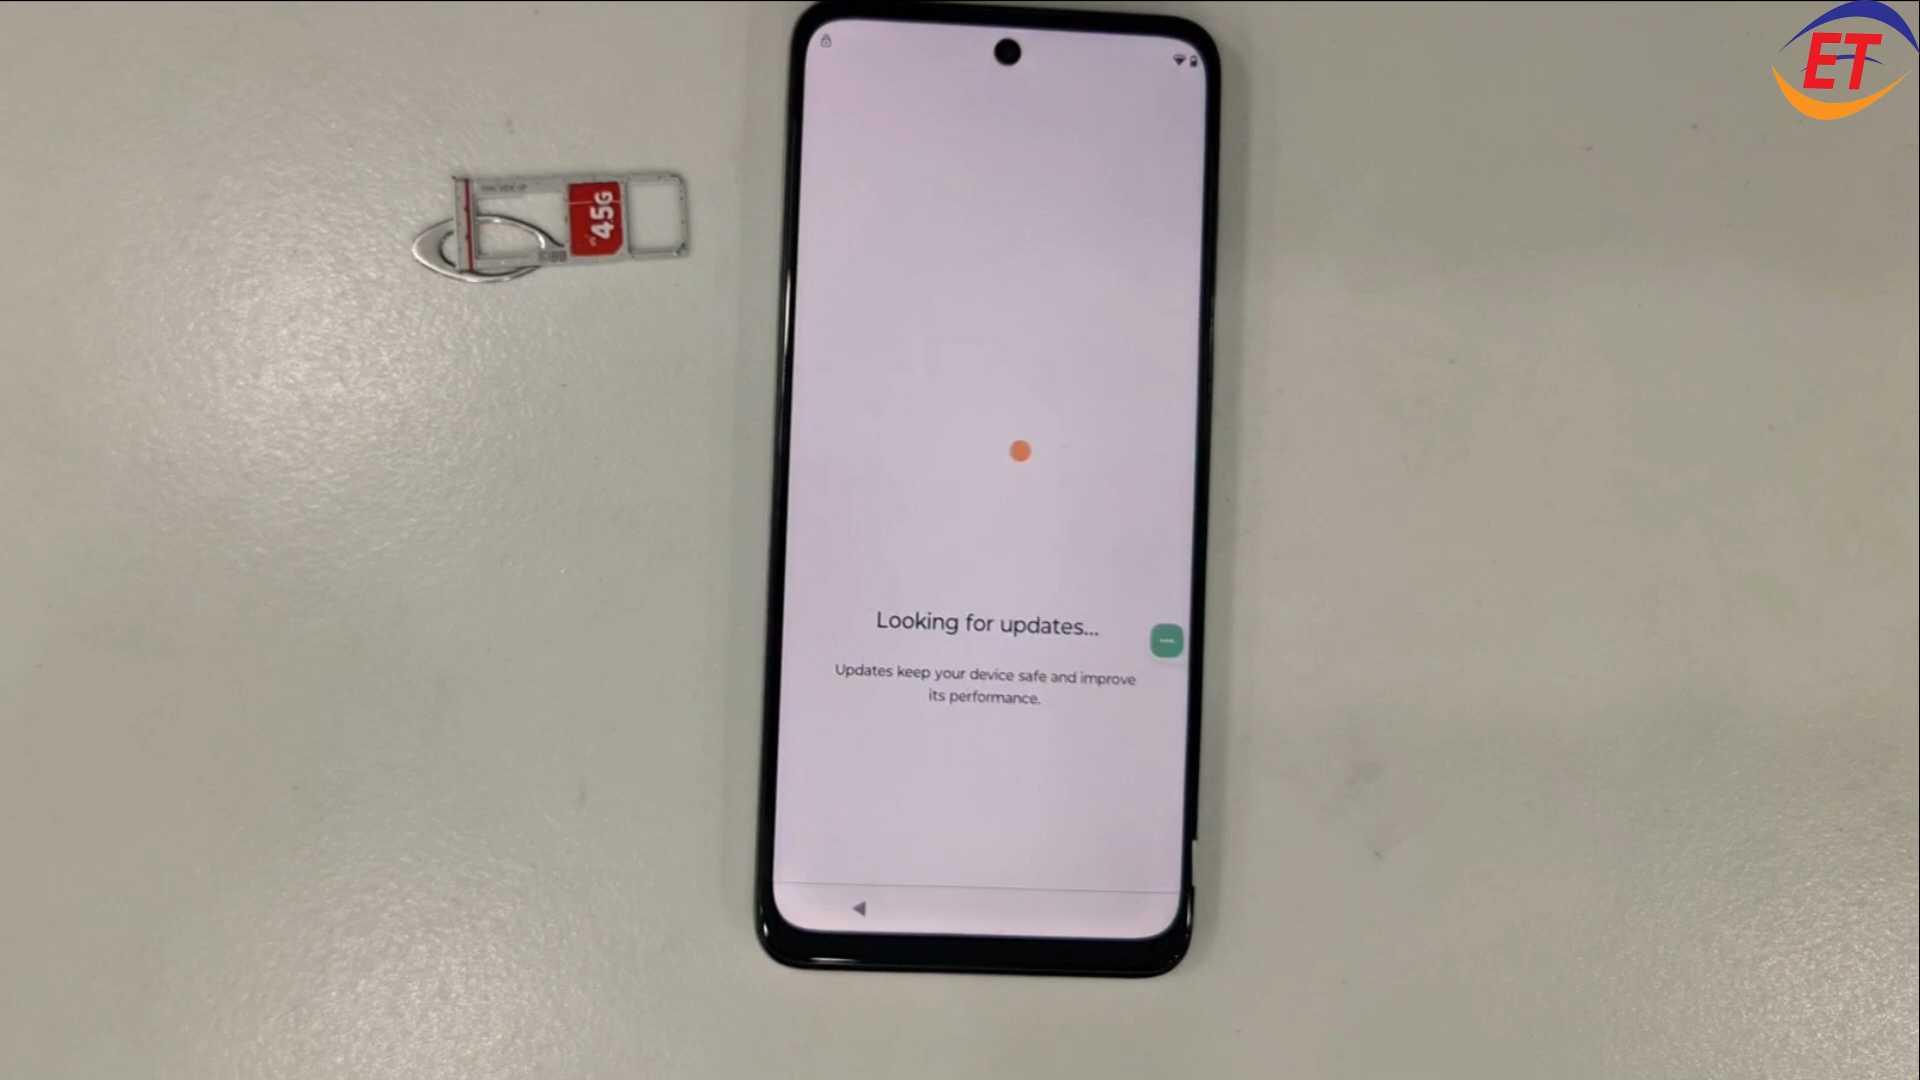 ET
4.5G
Looking for updates...
Updates keep your device safe and improve
its performance.